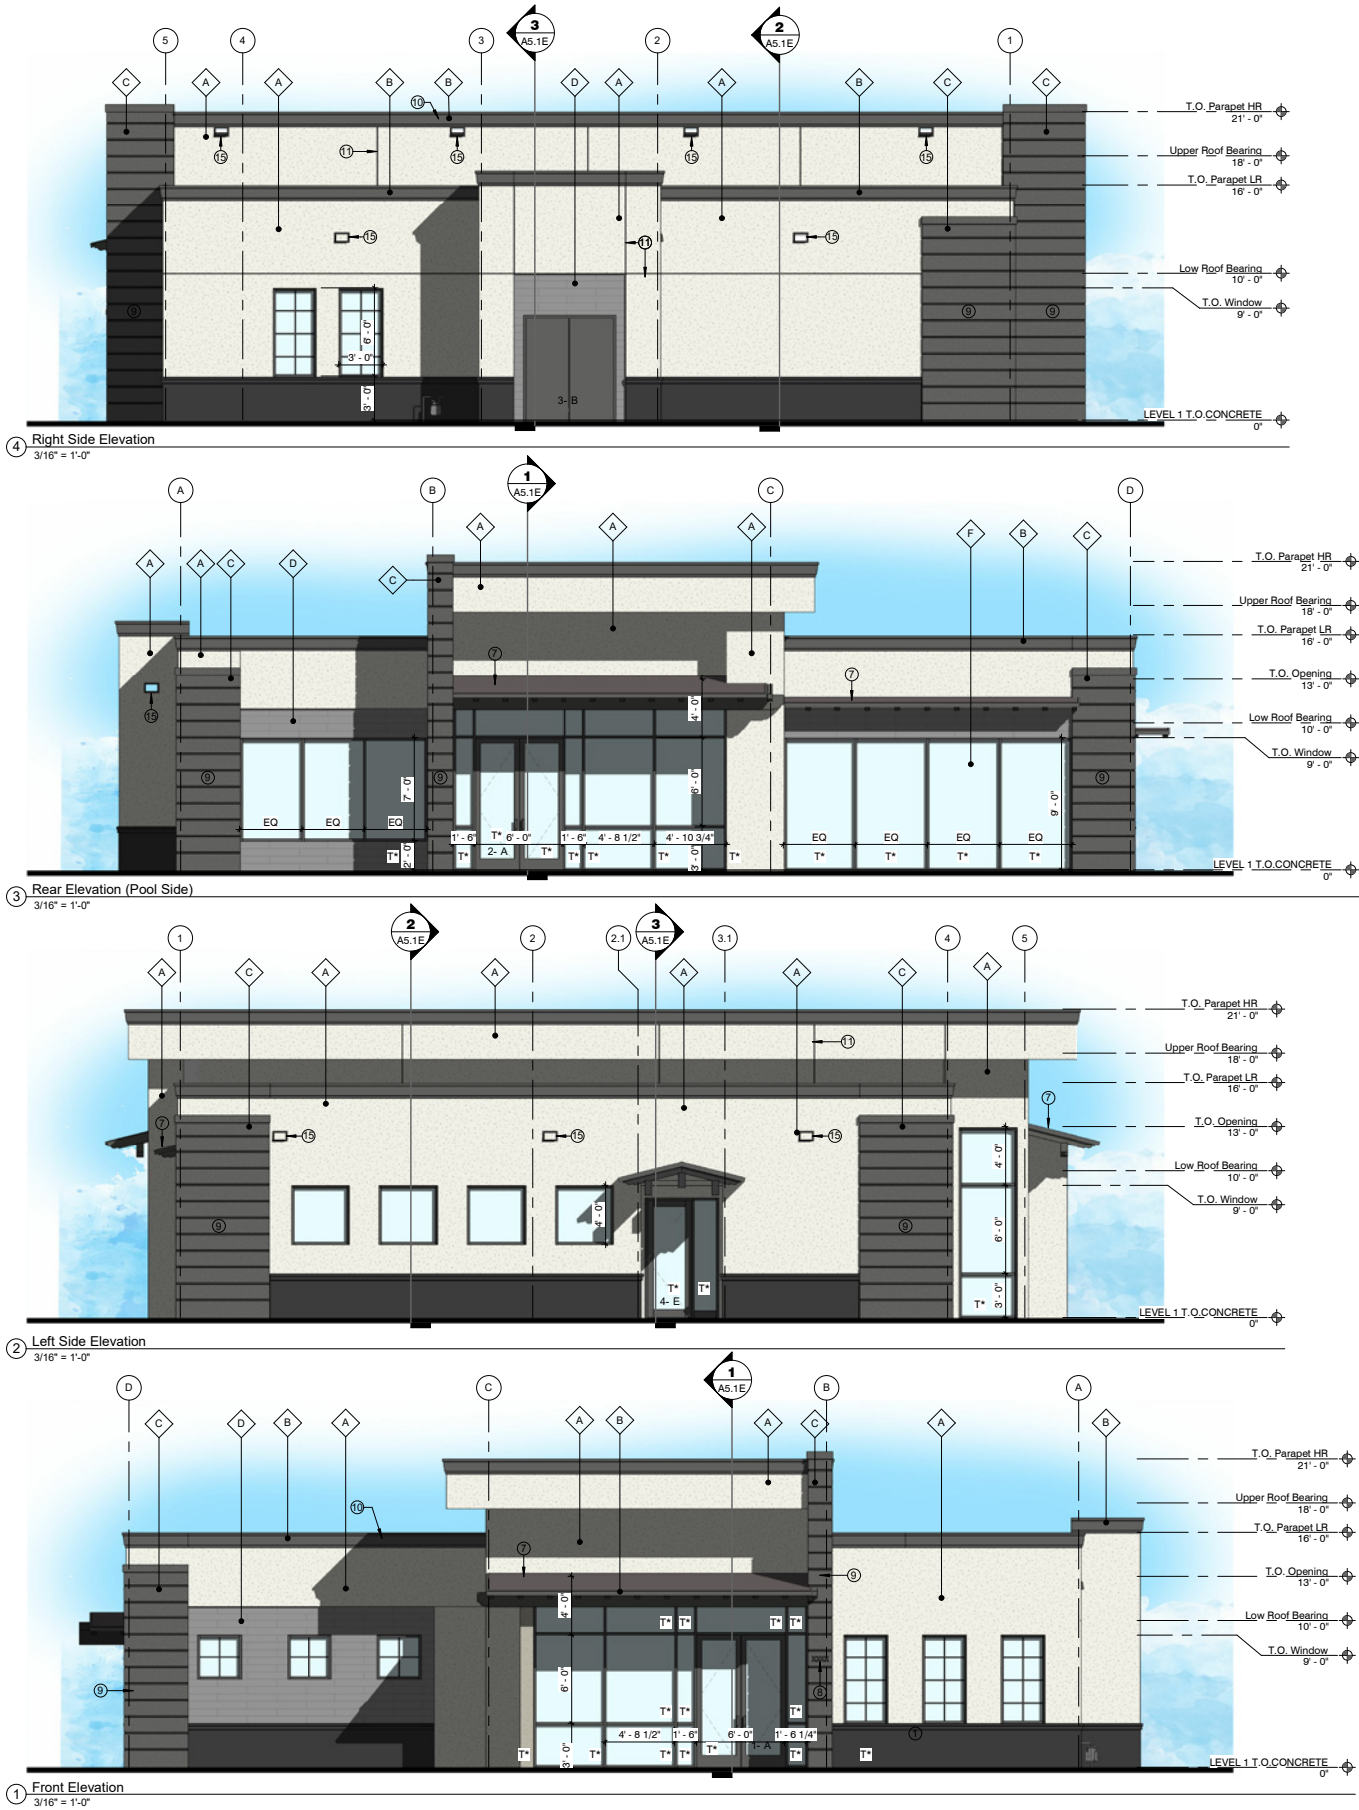 3
A5.1E
2
A5.1E
5
4
3
2
1
C
A
A
B
B
D
A
A
B
C
C
10
15
11
15
15
15
T.O. Parapet HR
21' - 0"
Upper Roof Bearing
18' - 0"
T.O. Parapet LR
16' - 0"
15
11
15
Low Roof Bearing
10' - 0"
T.O. Window
9' - 0"
9
6' - 0"
3' - 0"
3' - 0"
3- B
9
9
LEVEL 1 T.O.CONCRETE
0"
4
Right Side Elevation
3/16" = 1'-0"
1
A5.1E
A
B
C
D
A
A
C
D
C
A
A
A
F
B
C
T.O. Parapet HR
21' - 0"
Upper Roof Bearing
18' - 0"
T.O. Parapet LR
16' - 0"
T.O. Opening
13' - 0"
Low Roof Bearing
10' - 0"
T.O. Window
9' - 0"
7
7
15
4' - 0"
9
7' - 0"
9
6' - 0"
9' - 0"
9
EQ
EQ
EQ
1' - 6"
T*
6' - 0"
1' - 6"
4' - 8 1/2"
4' - 10 3/4"
EQ
EQ
EQ
EQ
T*
2' - 0"
T*
2- A
T*
T*
T*
3' - 0"
T*
T*
T*
T*
T*
LEVEL 1 T.O.CONCRETE
0"
3
Rear Elevation (Pool Side)
3/16" = 1'-0"
2
A5.1E
3
A5.1E
1
2
2.1
3.1
4
5
A
C
A
A
A
A
C
A
T.O. Parapet HR
21' - 0"
Upper Roof Bearing
18' - 0"
T.O. Parapet LR
16' - 0"
T.O. Opening
13' - 0"
Low Roof Bearing
10' - 0"
T.O. Window
9' - 0"
11
7
7
15
15
15
4' - 0"
9
4' - 0"
9
6' - 0"
T*
T*
4- E
T*
3' - 0"
LEVEL 1 T.O.CONCRETE
0"
2
Left Side Elevation
3/16" = 1'-0"
1
A5.1E
D
C
B
A
C
D
B
A
A
B
A
C
A
B
T.O. Parapet HR
21' - 0"
Upper Roof Bearing
18' - 0"
T.O. Parapet LR
16' - 0"
T.O. Opening
13' - 0"
Low Roof Bearing
10' - 0"
T.O. Window
9' - 0"
10
7
9
4' - 0"
T*
T*
T*
T*
9
6' - 0"
8
T*
T*
T*
4' - 8 1/2"
1' - 6"
6' - 0"
1' - 6 1/4"
1
T*
3' - 0"
T*
T*
T*
1- A
T*
T*
LEVEL 1 T.O.CONCRETE
0"
1
Front Elevation
3/16" = 1'-0"